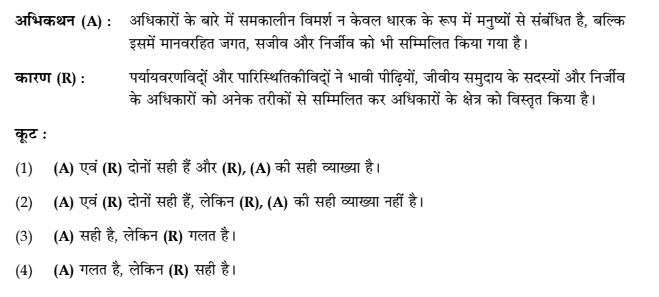 अभिकथन (A) : अधिकारों के बारे में समकालीन विमर्श न केवल धारक के रूप में मनुष्यों से संबंधित है, बल्कि
इसमें मानवरहित जगत, सजीव और निर्जीव को भी सम्मिलित किया गया है।
कारण (R) : पर्यायवरणविदों और पारिस्थितिकीविदों ने भावी पीढ़ियों, जीवीय समुदाय के सदस्यों और निर्जीव
के अधिकारों को अनेक तरीकों से सम्मिलित कर अधिकारों के क्षेत्र को विस्तृत किया है।
कूट :
(1) (A) एवं (R) दोनों सही हैं और (R), (A) की सही व्याख्या है।
(2) (A) एवं (R) दोनों सही हैं, लेकिन (R), (A) की सही व्याख्या नहीं है।
(3) (A) सही है, लेकिन (R) गलत है।
(4) (A) गलत है, लेकिन (R) सही है।